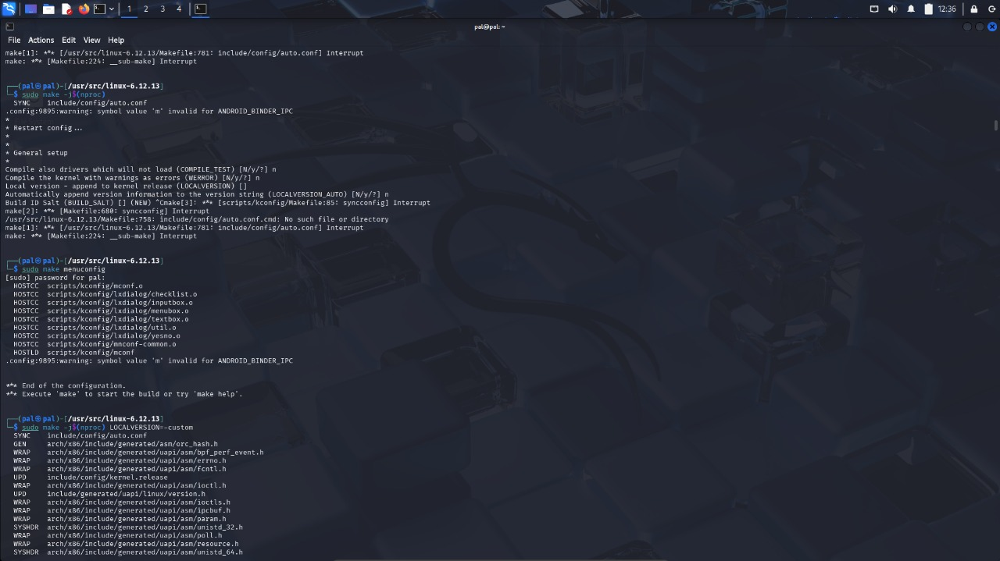 1 2 3 4 12:36
pal@pal: ~
File Actions Edit View Help
make[1]: *** [/usr/src/linux-6.12.13/Makefile:781: include/config/auto.conf] Interrupt
make: *** [Makefile:224: __sub-make] Interrupt
┌──(pal㉿pal)-[/usr/src/linux-6.12.13]
└─$ sudo make -j$(nproc)
  SYNC    include/config/auto.conf
.config:9895:warning: symbol value 'm' invalid for ANDROID_BINDER_IPC
*
* Restart config...
*
*
* General setup
*
Compile also drivers which will not load (COMPILE_TEST) [N/y/?] n
Compile the kernel with warnings as errors (WERROR) [N/y/?] n
Local version - append to kernel release (LOCALVERSION) []
Automatically append version information to the version string (LOCALVERSION_AUTO) [N/y/?] n
Build ID Salt (BUILD_SALT) [] (NEW) ^Cmake[3]: *** [scripts/kconfig/Makefile:85: syncconfig] Interrupt
make[2]: *** [Makefile:680: syncconfig] Interrupt
/usr/src/linux-6.12.13/Makefile:758: include/config/auto.conf.cmd: No such file or directory
make[1]: *** [/usr/src/linux-6.12.13/Makefile:781: include/config/auto.conf] Interrupt
make: *** [Makefile:224: __sub-make] Interrupt
┌──(pal㉿pal)-[/usr/src/linux-6.12.13]
└─$ sudo make menuconfig
[sudo] password for pal:
  HOSTCC  scripts/kconfig/mconf.o
  HOSTCC  scripts/kconfig/lxdialog/checklist.o
  HOSTCC  scripts/kconfig/lxdialog/inputbox.o
  HOSTCC  scripts/kconfig/lxdialog/menubox.o
  HOSTCC  scripts/kconfig/lxdialog/textbox.o
  HOSTCC  scripts/kconfig/lxdialog/util.o
  HOSTCC  scripts/kconfig/lxdialog/yesno.o
  HOSTCC  scripts/kconfig/mnconf-common.o
  HOSTLD  scripts/kconfig/mconf
.config:9895:warning: symbol value 'm' invalid for ANDROID_BINDER_IPC
*** End of the configuration.
*** Execute 'make' to start the build or try 'make help'.
┌──(pal㉿pal)-[/usr/src/linux-6.12.13]
└─$ sudo make -j$(nproc) LOCALVERSION=-custom
  SYNC    include/config/auto.conf
  GEN     arch/x86/include/generated/asm/orc_hash.h
  WRAP    arch/x86/include/generated/uapi/asm/bpf_perf_event.h
  WRAP    arch/x86/include/generated/uapi/asm/errno.h
  WRAP    arch/x86/include/generated/uapi/asm/fcntl.h
  UPD     include/config/kernel.release
  WRAP    arch/x86/include/generated/uapi/asm/ioctl.h
  UPD     include/generated/uapi/linux/version.h
  WRAP    arch/x86/include/generated/uapi/asm/ioctls.h
  WRAP    arch/x86/include/generated/uapi/asm/ipcbuf.h
  WRAP    arch/x86/include/generated/uapi/asm/param.h
  SYSHDR  arch/x86/include/generated/uapi/asm/unistd_32.h
  WRAP    arch/x86/include/generated/uapi/asm/poll.h
  WRAP    arch/x86/include/generated/uapi/asm/resource.h
  SYSHDR  arch/x86/include/generated/uapi/asm/unistd_64.h